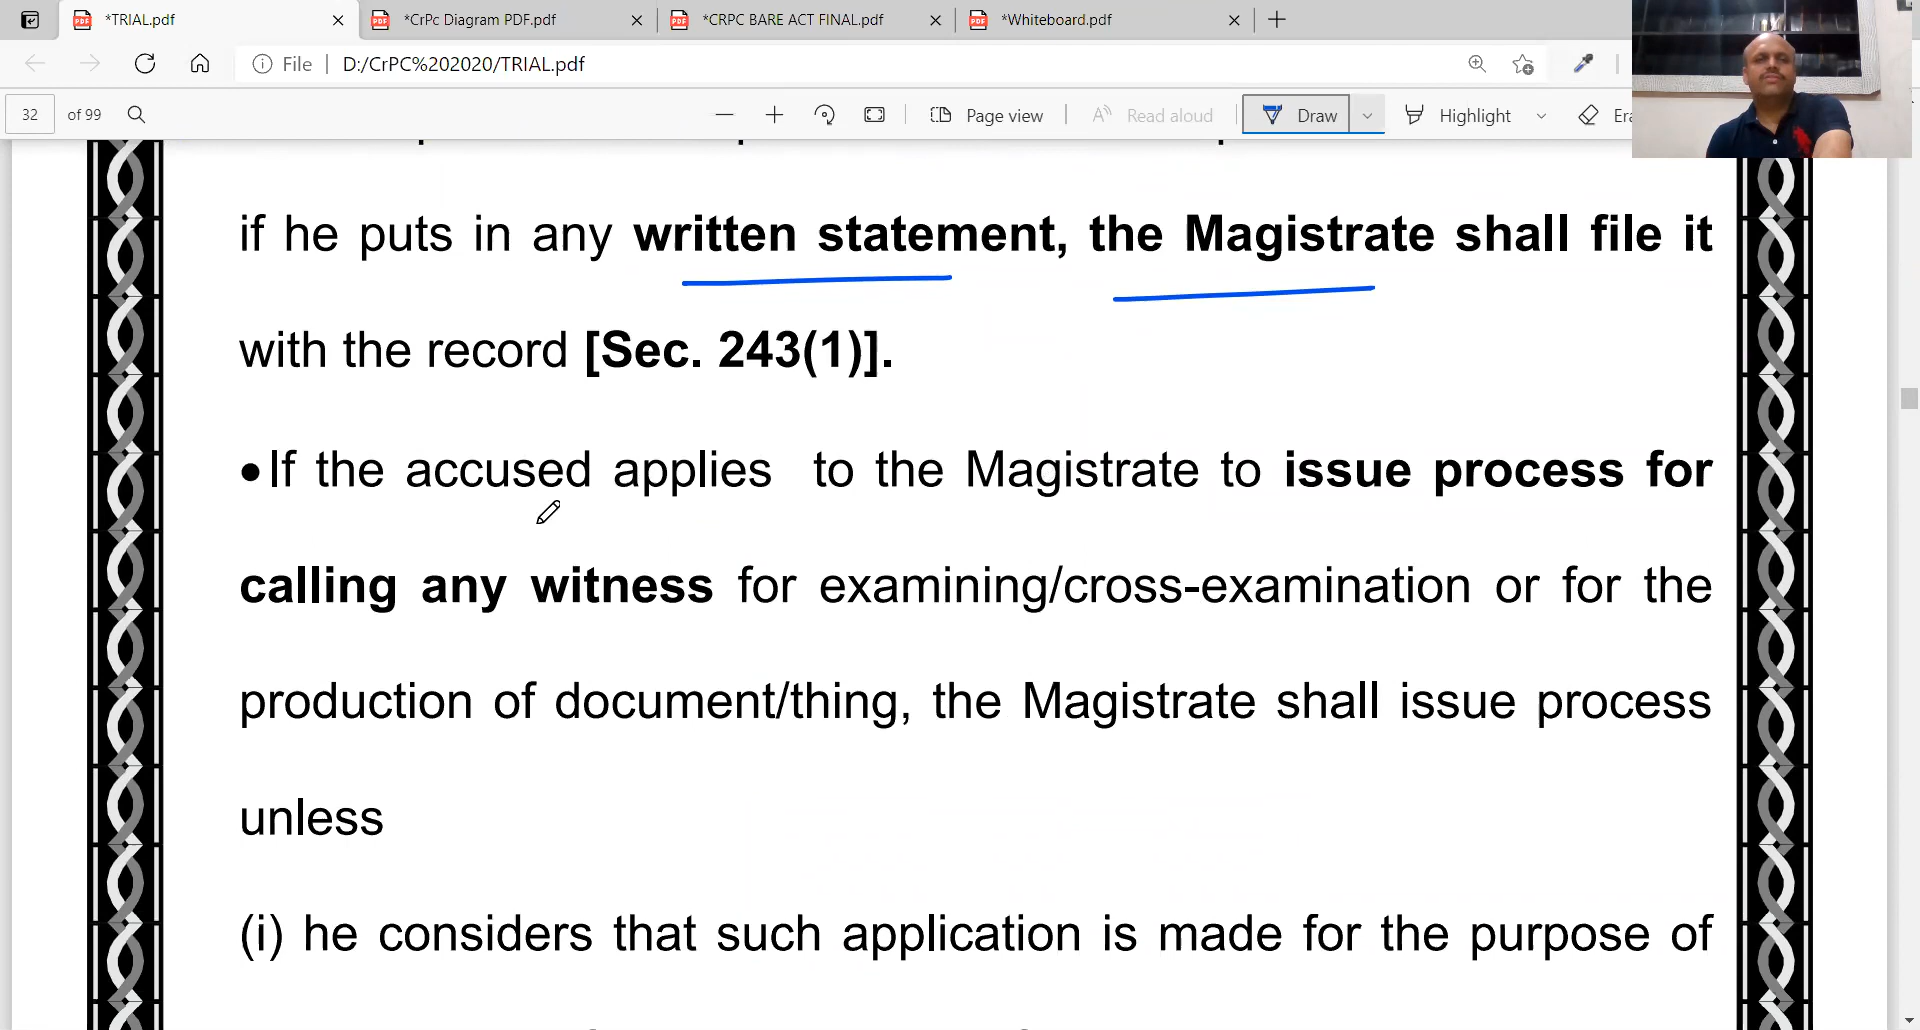 *TRIAL.pdf
*CrPc Diagram PDF.pdf
*CRPC BARE ACT FINAL.pdf
*Whiteboard.pdf
File
D:/CrPC%202020/TRIAL.pdf
32 of 99
Page view
Read aloud
Draw
Highlight
if he puts in any written statement, the Magistrate shall file it
with the record [Sec. 243(1)].
•If the accused applies to the Magistrate to issue process for
calling any witness for examining/cross-examination or for the
production of document/thing, the Magistrate shall issue process
unless
(i) he considers that such application is made for the purpose of